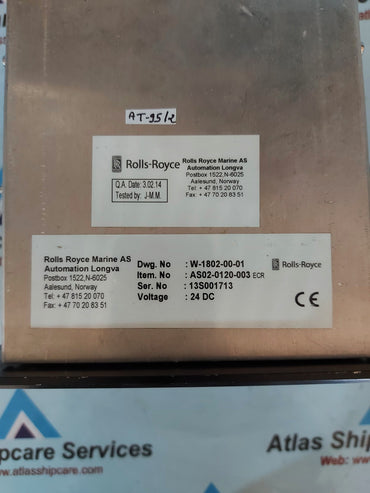 AT-95/2
Rolls-Royce
Rolls Royce Marine AS
Automation Longva
Postbox 1522,N-6025
Aalesund, Norway
Tel: + 47 815 20 070
Fax: + 47 70 20 83 51
Q.A. Date: 3.02.14
Tested by: J-M.M.
Rolls Royce Marine AS
Automation Longva
Postbox 1522,N-6025
Aalesund, Norway
Tel: + 47 815 20 070
Fax: + 47 70 20 83 51
Dwg. No : W-1802-00-01
Item. No : AS02-0120-003 ECR
Ser. No : 13S001713
Voltage : 24 DC
Rolls-Royce
CE
pcare Services
www.atlasshipcare.com
Atlas Ship
Web: www.